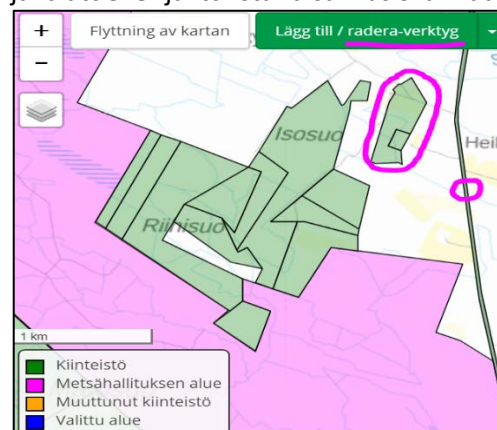 +
Flyttning av kartan
Lägg till / radera-verktyg
−
Isosuo
Heil
Riihisuo
1 km
Kiinteistö
Metsähallituksen alue
Muuttunut kiinteistö
Valittu alue